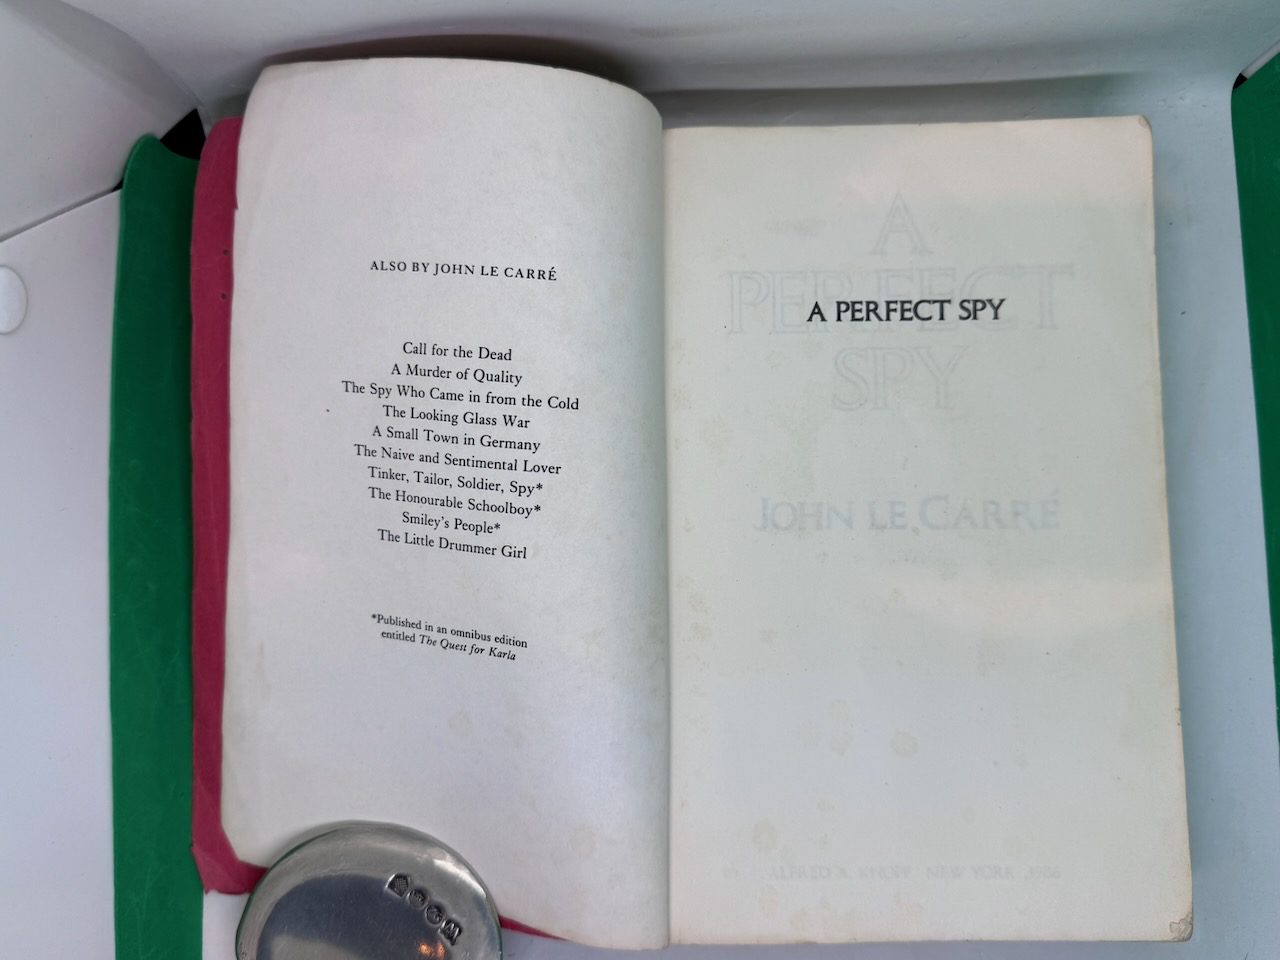 ALSO BY JOHN LE CARRÉ
Call for the Dead
A Murder of Quality
The Spy Who Came in from the Cold
The Looking Glass War
A Small Town in Germany
The Naive and Sentimental Lover
Tinker, Tailor, Soldier, Spy*
The Honourable Schoolboy*
Smiley's People*
The Little Drummer Girl
*Published in an omnibus edition
entitled The Quest for Karla
A PERFECT SPY
A
PERFECT
SPY
JOHN LE CARRÉ
ALFRED A. KNOPF NEW YORK 1986